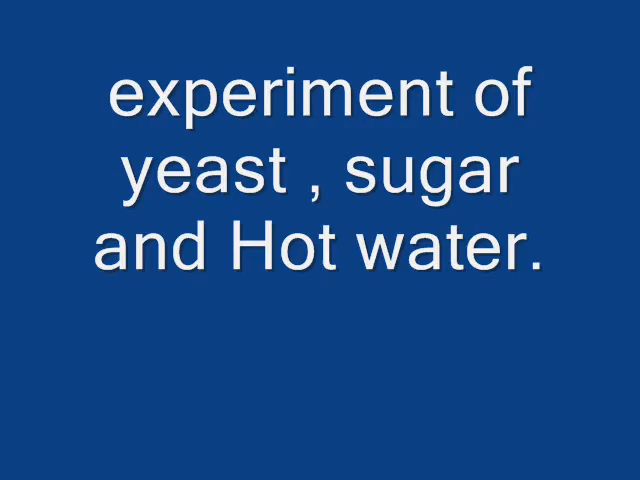 experiment of
yeast , sugar
and Hot water.